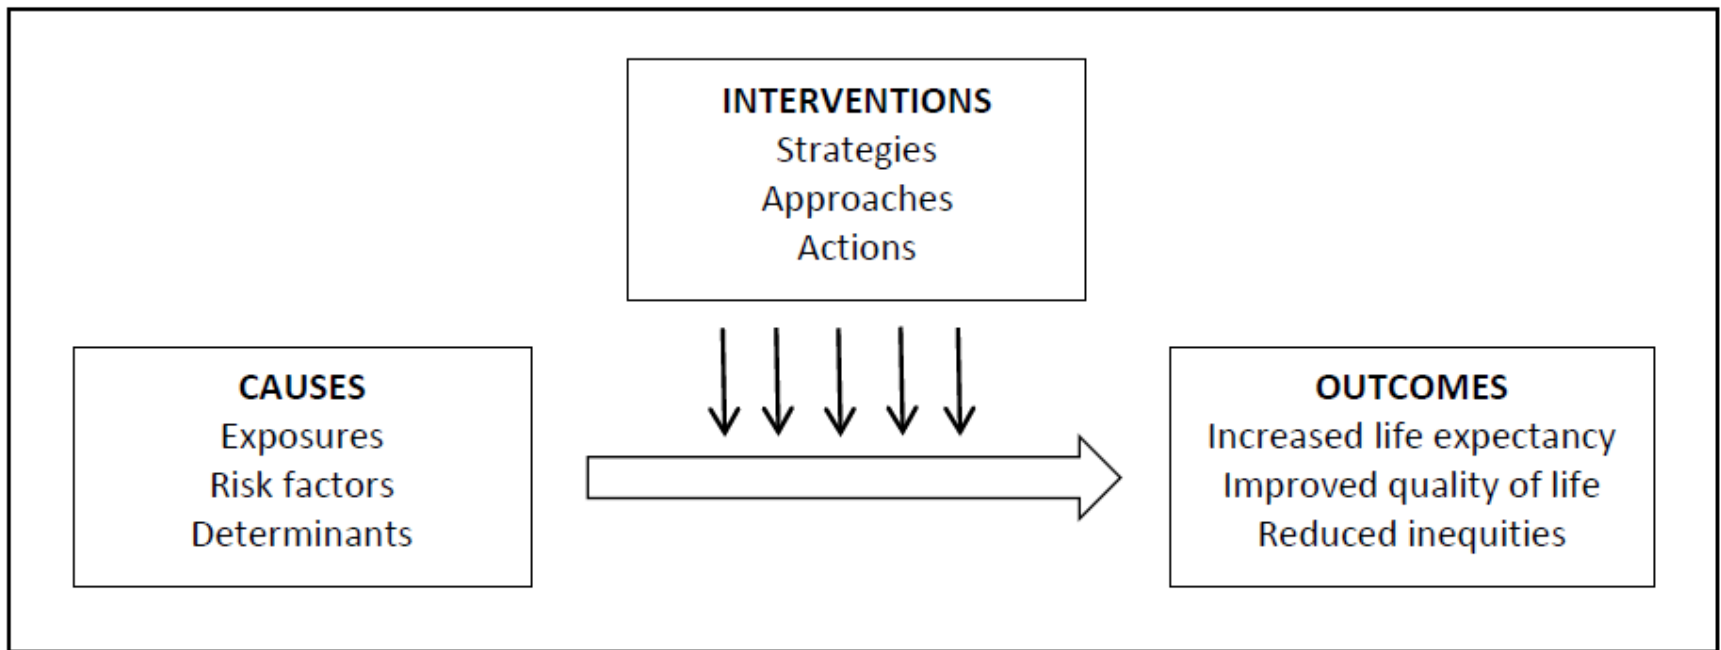 INTERVENTIONS
Strategies
Approaches
Actions
CAUSES
Exposures
Risk factors
Determinants
OUTCOMES
Increased life expectancy
Improved quality of life
Reduced inequities